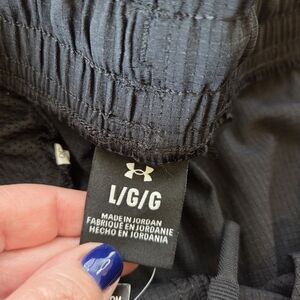 L/G/G
MADE IN JORDAN
FABRIQUÉ EN JORDANIE
HECHO EN JORDANIA